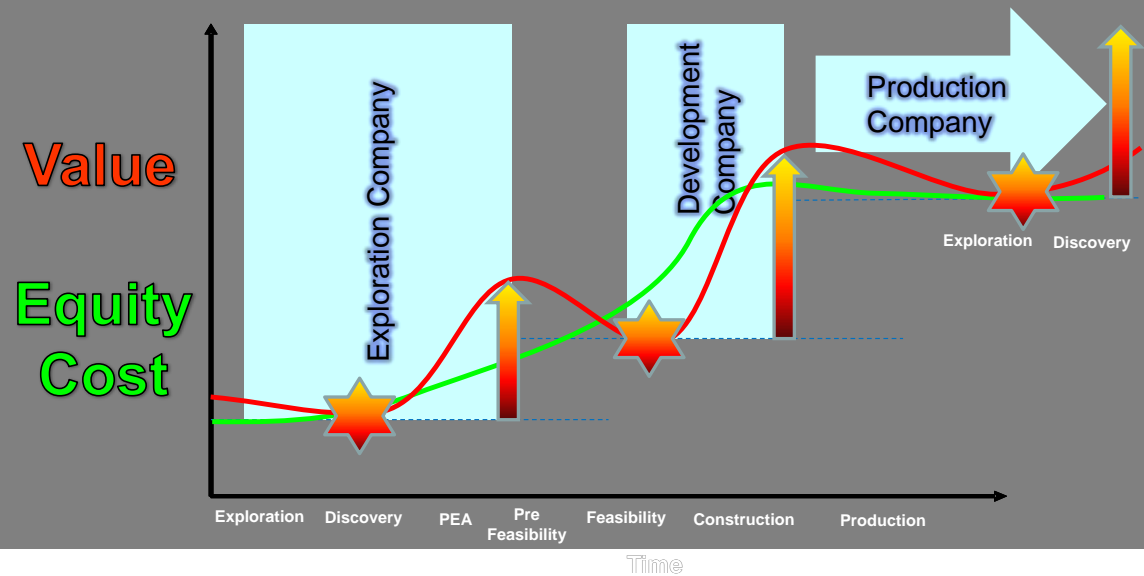 Value
Equity
Cost
Exploration Company
Development
Company
Production
Company
Exploration
Discovery
Exploration
Discovery
PEA
Pre
Feasibility
Feasibility
Construction
Production
Time